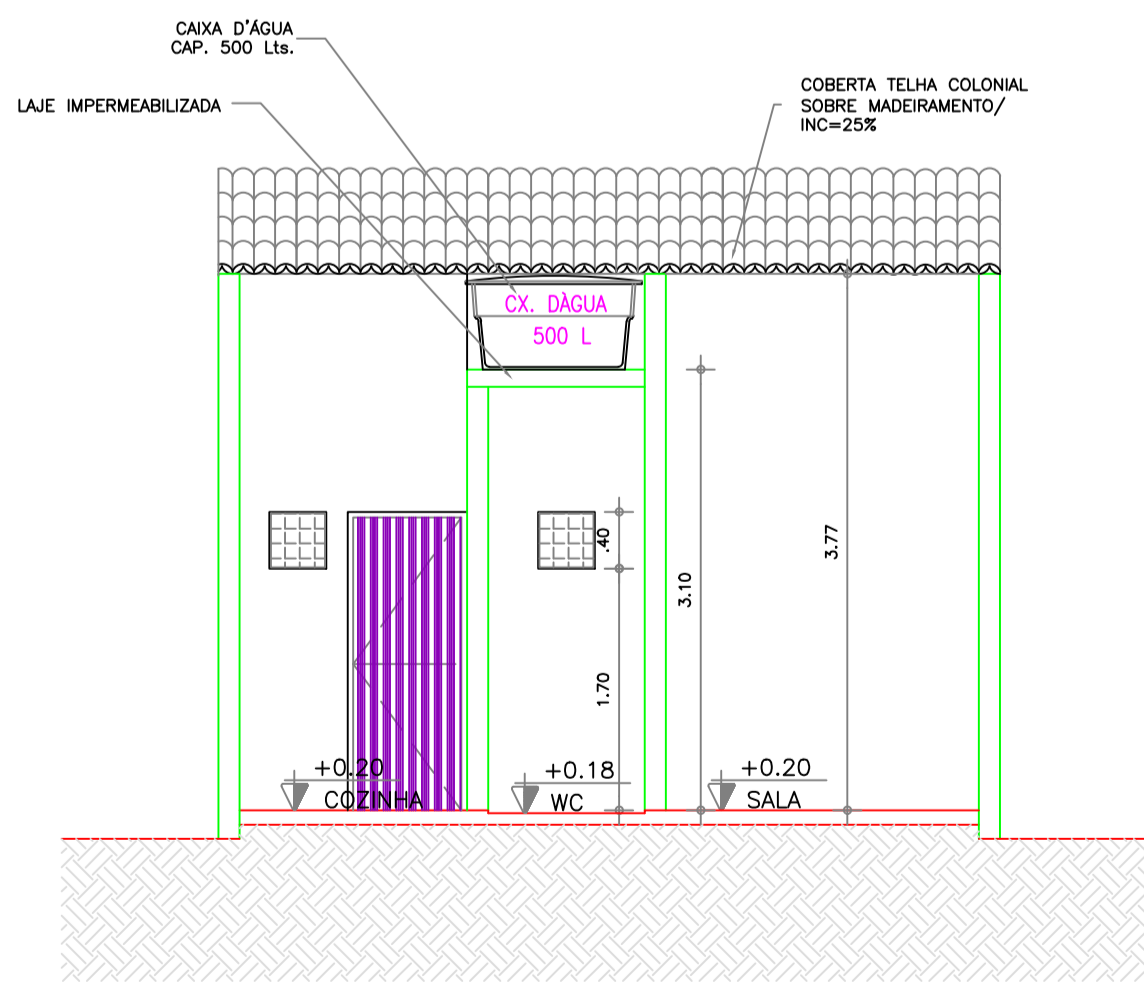 CAIXA D'ÁGUA
CAP. 500 Lts.
LAJE IMPERMEABILIZADA
COBERTA TELHA COLONIAL
SOBRE MADEIRAMENTO/
INC=25%
CX. DÀGUA
500 L
.40
3.77
3.10
1.70
+0.20
COZINHA
+0.18
WC
+0.20
SALA